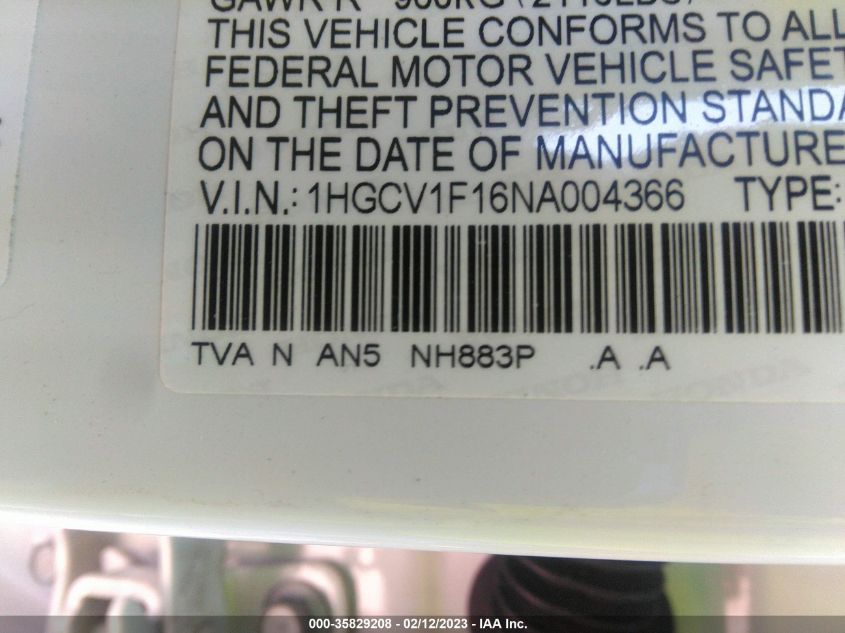 THIS VEHICLE CONFORMS TO ALL
FEDERAL MOTOR VEHICLE SAFET
AND THEFT PREVENTION STANDA
ON THE DATE OF MANUFACTURE
V.I.N.: 1HGCV1F16NA004366 TYPE:
TVA N AN5 NH883P .A .A
000-35829208 - 02/12/2023 - IAA Inc.